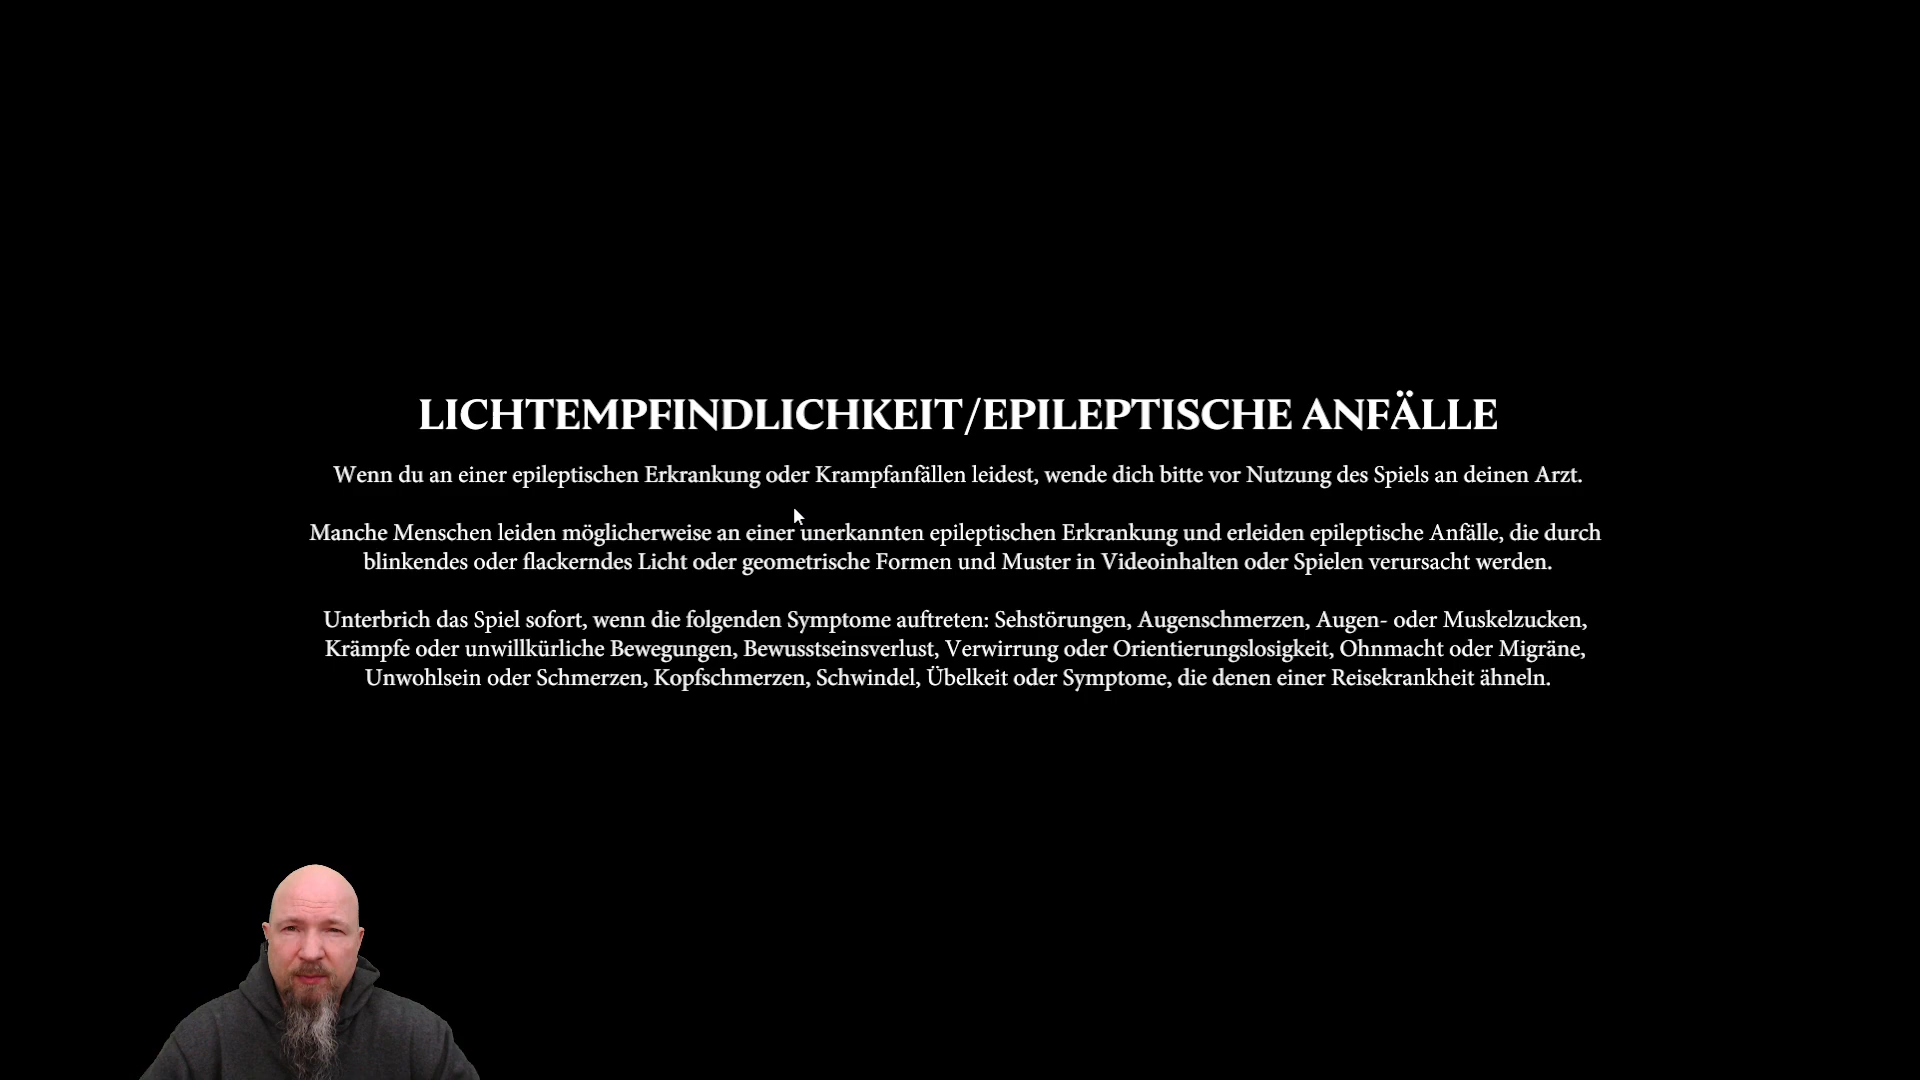 LICHTEMPFINDLICHKEIT/EPILEPTISCHE ANFÄLLE
Wenn du an einer epileptischen Erkrankung oder Krampfanfällen leidest, wende dich bitte vor Nutzung des Spiels an deinen Arzt.
Manche Menschen leiden möglicherweise an einer unerkannten epileptischen Erkrankung und erleiden epileptische Anfälle, die durch
blinkendes oder flackerndes Licht oder geometrische Formen und Muster in Videoinhalten oder Spielen verursacht werden.
Unterbrich das Spiel sofort, wenn die folgenden Symptome auftreten: Sehstörungen, Augenschmerzen, Augen- oder Muskelzucken,
Krämpfe oder unwillkürliche Bewegungen, Bewusstseinsverlust, Verwirrung oder Orientierungslosigkeit, Ohnmacht oder Migräne,
Unwohlsein oder Schmerzen, Kopfschmerzen, Schwindel, Übelkeit oder Symptome, die denen einer Reisekrankheit ähneln.